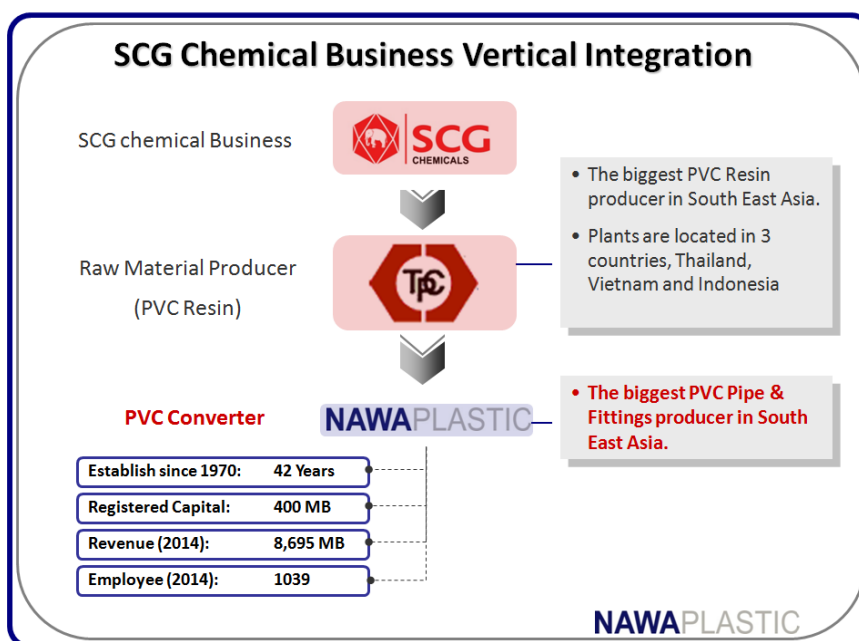 SCG Chemical Business Vertical Integration
SCG chemical Business
SCG
CHEMICALS
• The biggest PVC Resin
producer in South East Asia.
• Plants are located in 3
countries, Thailand,
Vietnam and Indonesia
Raw Material Producer
(PVC Resin)
TPC
PVC Converter
NAWAPLASTIC
• The biggest PVC Pipe &
Fittings producer in South
East Asia.
Establish since 1970: 42 Years
Registered Capital: 400 MB
Revenue (2014): 8,695 MB
Employee (2014): 1039
NAWAPLASTIC